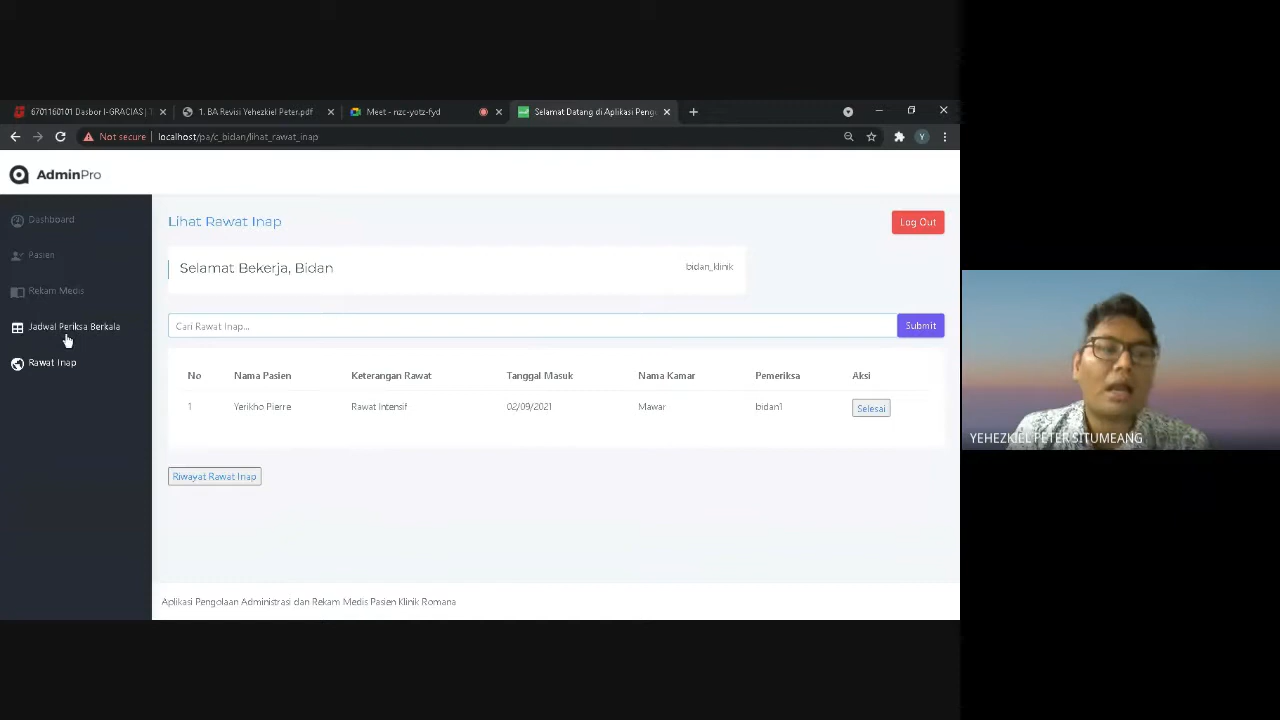 6701160101 Dasbor I-GRACIAS | T
1. BA Revisi Yehezkiel Peter.pdf
Meet - nzc-yotz-fyd
Selamat Datang di Aplikasi Peng
Not secure
localhost/pa/c_bidan/lihat_rawat_inap
Y
AdminPro
Dashboard
Pasien
Rekam Medis
Jadwal Periksa Berkala
Rawat Inap
Lihat Rawat Inap
Log Out
Selamat Bekerja, Bidan
bidan_klinik
Cari Rawat Inap...
Submit
No Nama Pasien Keterangan Rawat Tanggal Masuk Nama Kamar Pemeriksa Aksi
1 Yerikho Pierre Rawat Intensif 02/09/2021 Mawar bidan1 Selesai
Riwayat Rawat Inap
Aplikasi Pengolaan Administrasi dan Rekam Medis Pasien Klinik Romana
YEHEZKIEL PETER SITUMEANG